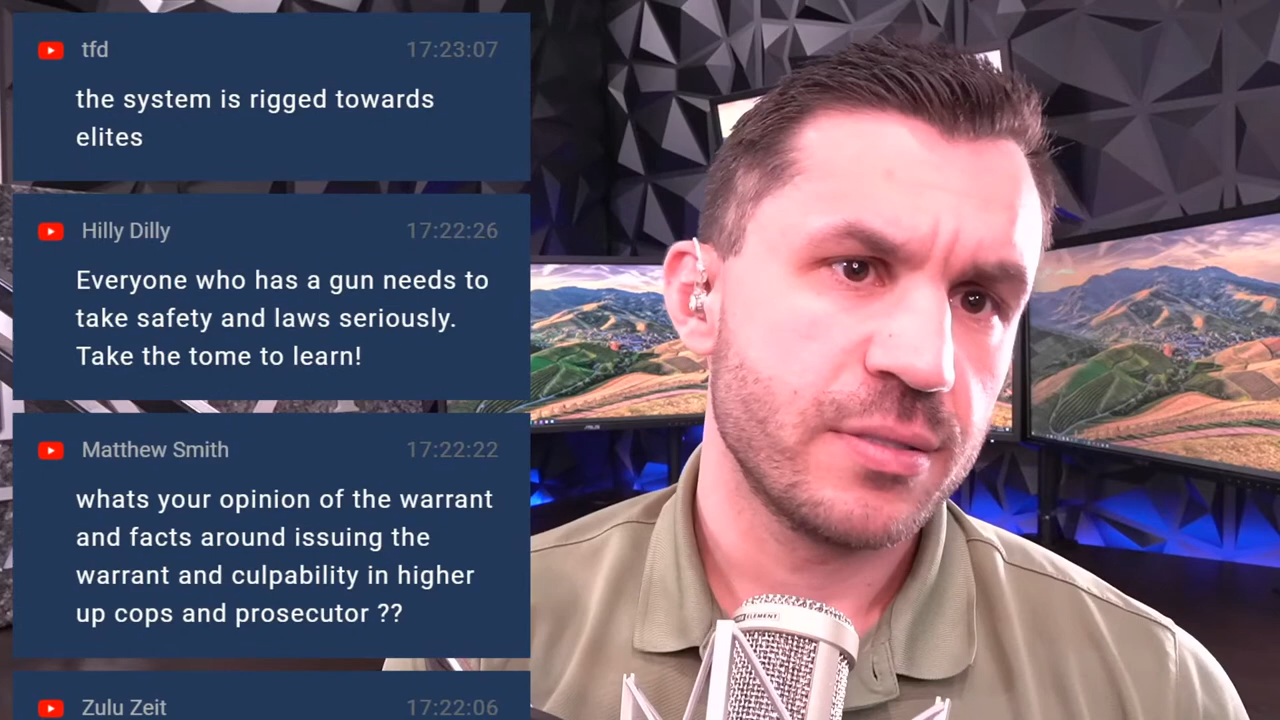 tfd 17:23:07
the system is rigged towards
elites
Hilly Dilly 17:22:26
Everyone who has a gun needs to
take safety and laws seriously.
Take the tome to learn!
Matthew Smith 17:22:22
whats your opinion of the warrant
and facts around issuing the
warrant and culpability in higher
up cops and prosecutor ??
Zulu Zeit 17:22:06
ELEMENT